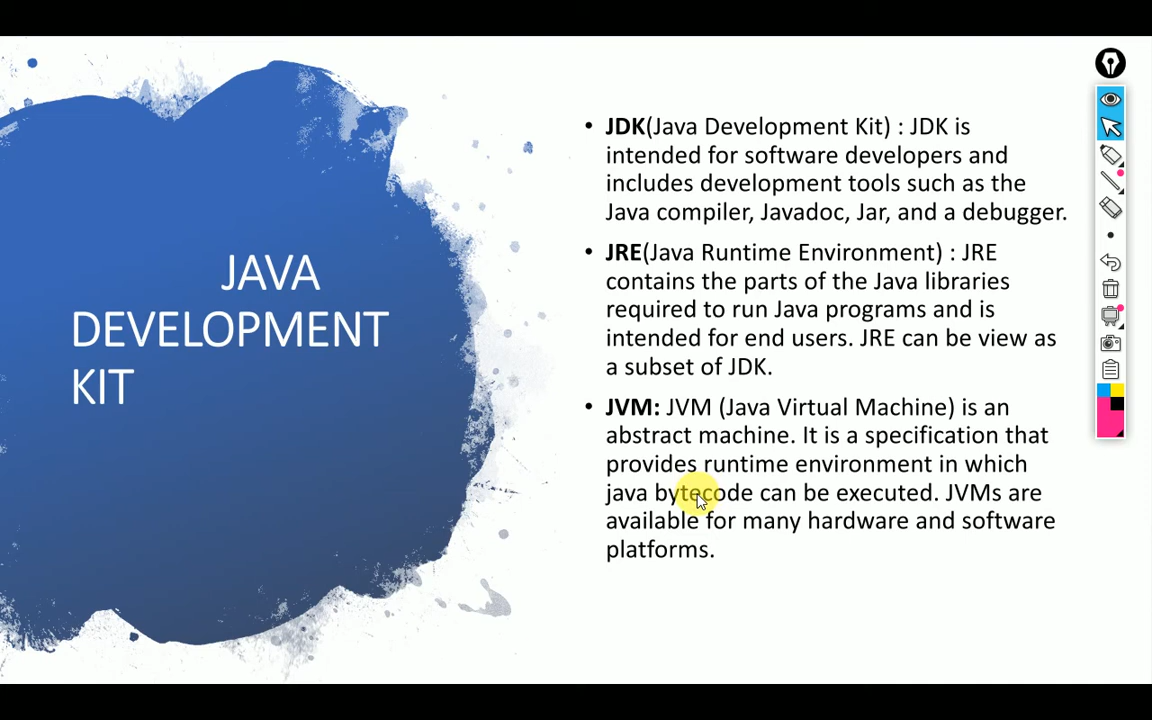 JAVA
DEVELOPMENT
KIT
• JDK(Java Development Kit) : JDK is
intended for software developers and
includes development tools such as the
Java compiler, Javadoc, Jar, and a debugger.
• JRE(Java Runtime Environment) : JRE
contains the parts of the Java libraries
required to run Java programs and is
intended for end users. JRE can be view as
a subset of JDK.
• JVM: JVM (Java Virtual Machine) is an
abstract machine. It is a specification that
provides runtime environment in which
java bytecode can be executed. JVMs are
available for many hardware and software
platforms.